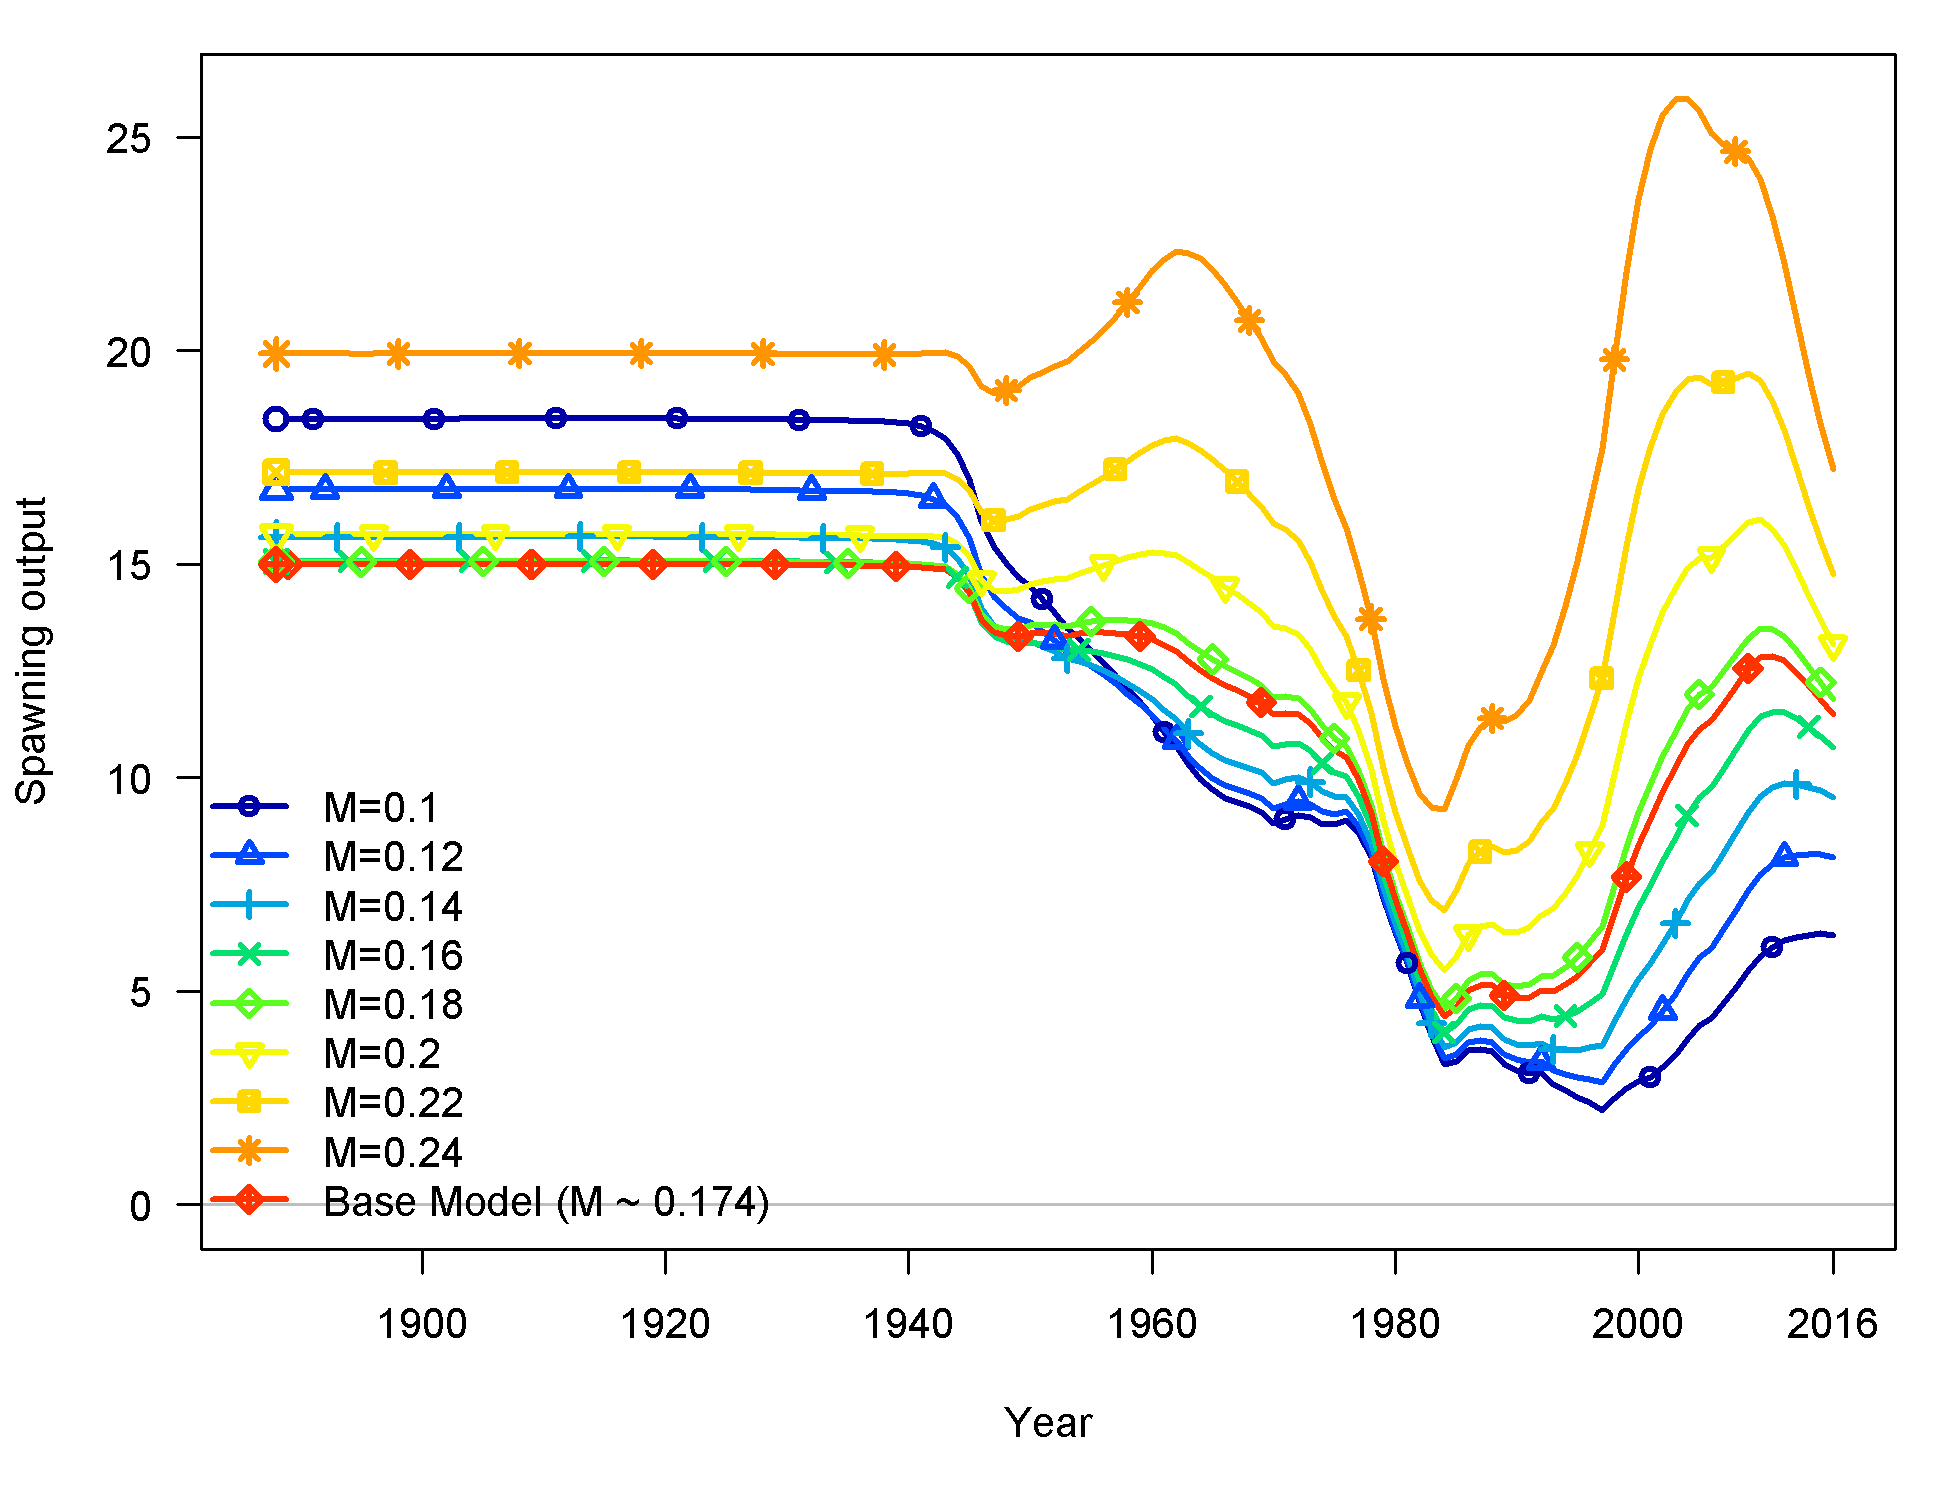 25
20
15
10
5
0
Spawning output
M=0.1
M=0.12
M=0.14
M=0.16
M=0.18
M=0.2
M=0.22
M=0.24
Base Model (M ~ 0.174)
1900 1920 1940 1960 1980 2000 2016
Year